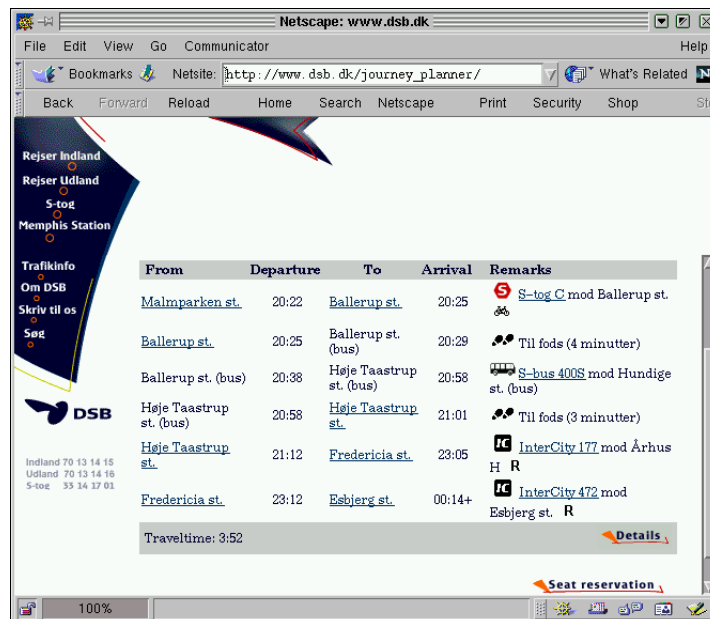 Netscape: www.dsb.dk
File Edit View Go Communicator Help
Bookmarks Netsite: http://www.dsb.dk/journey_planner/ What's Related N
Back Forward Reload Home Search Netscape Print Security Shop
Rejser Indland
Rejser Udland
S-tog
Memphis Station
Trafikinfo
Om DSB
Skriv til os
Søg
DSB
Indland 70 13 14 15
Udland 70 13 14 16
S-tog 33 14 17 01
From Departure To Arrival Remarks
Malmparken st. 20:22 Ballerup st. 20:25 S S-tog C mod Ballerup st.
Ballerup st. 20:25 Ballerup st. (bus) 20:29 Til fods (4 minutter)
Ballerup st. (bus) 20:38 Høje Taastrup st. (bus) 20:58 S-bus 400S mod Hundige st. (bus)
Høje Taastrup st. (bus) 20:58 Høje Taastrup st. 21:01 Til fods (3 minutter)
Høje Taastrup st. 21:12 Fredericia st. 23:05 IC InterCity 177 mod Århus H R
Fredericia st. 23:12 Esbjerg st. 00:14+ IC InterCity 472 mod Esbjerg st. R
Traveltime: 3:52 Details
Seat reservation
100%